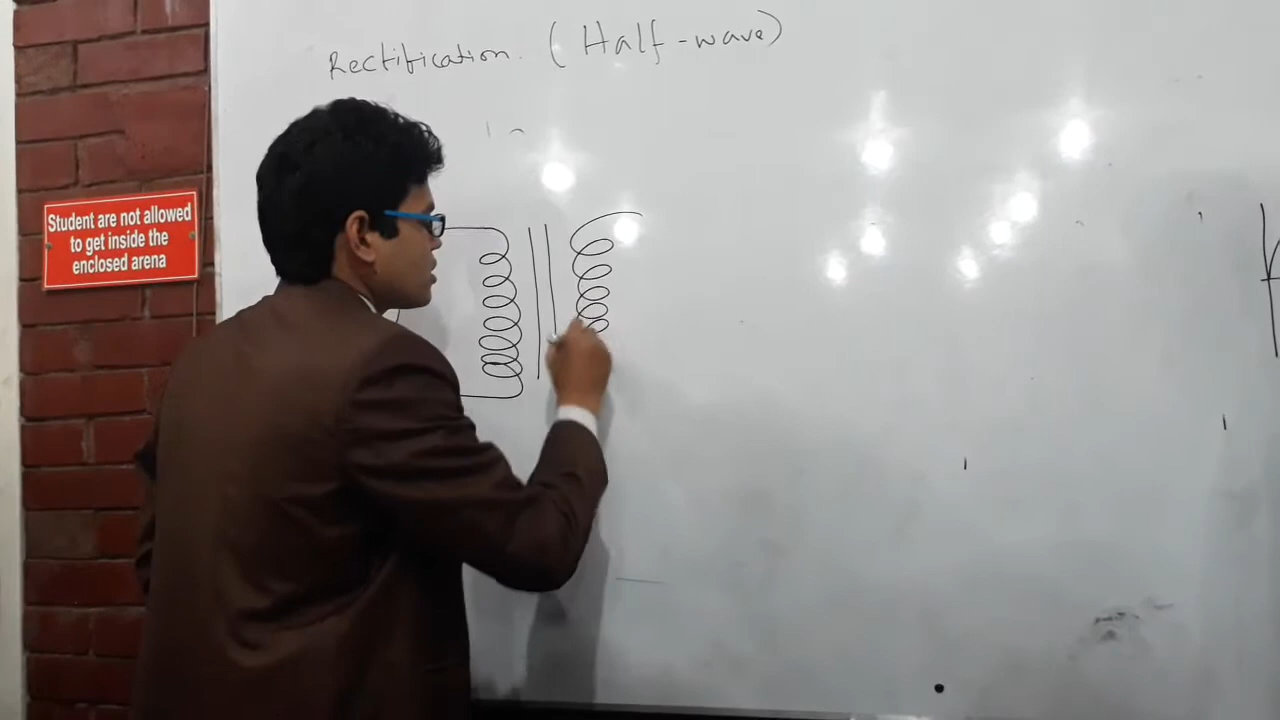 Rectification. (Half-wave)
Student are not allowed
to get inside the
enclosed arena